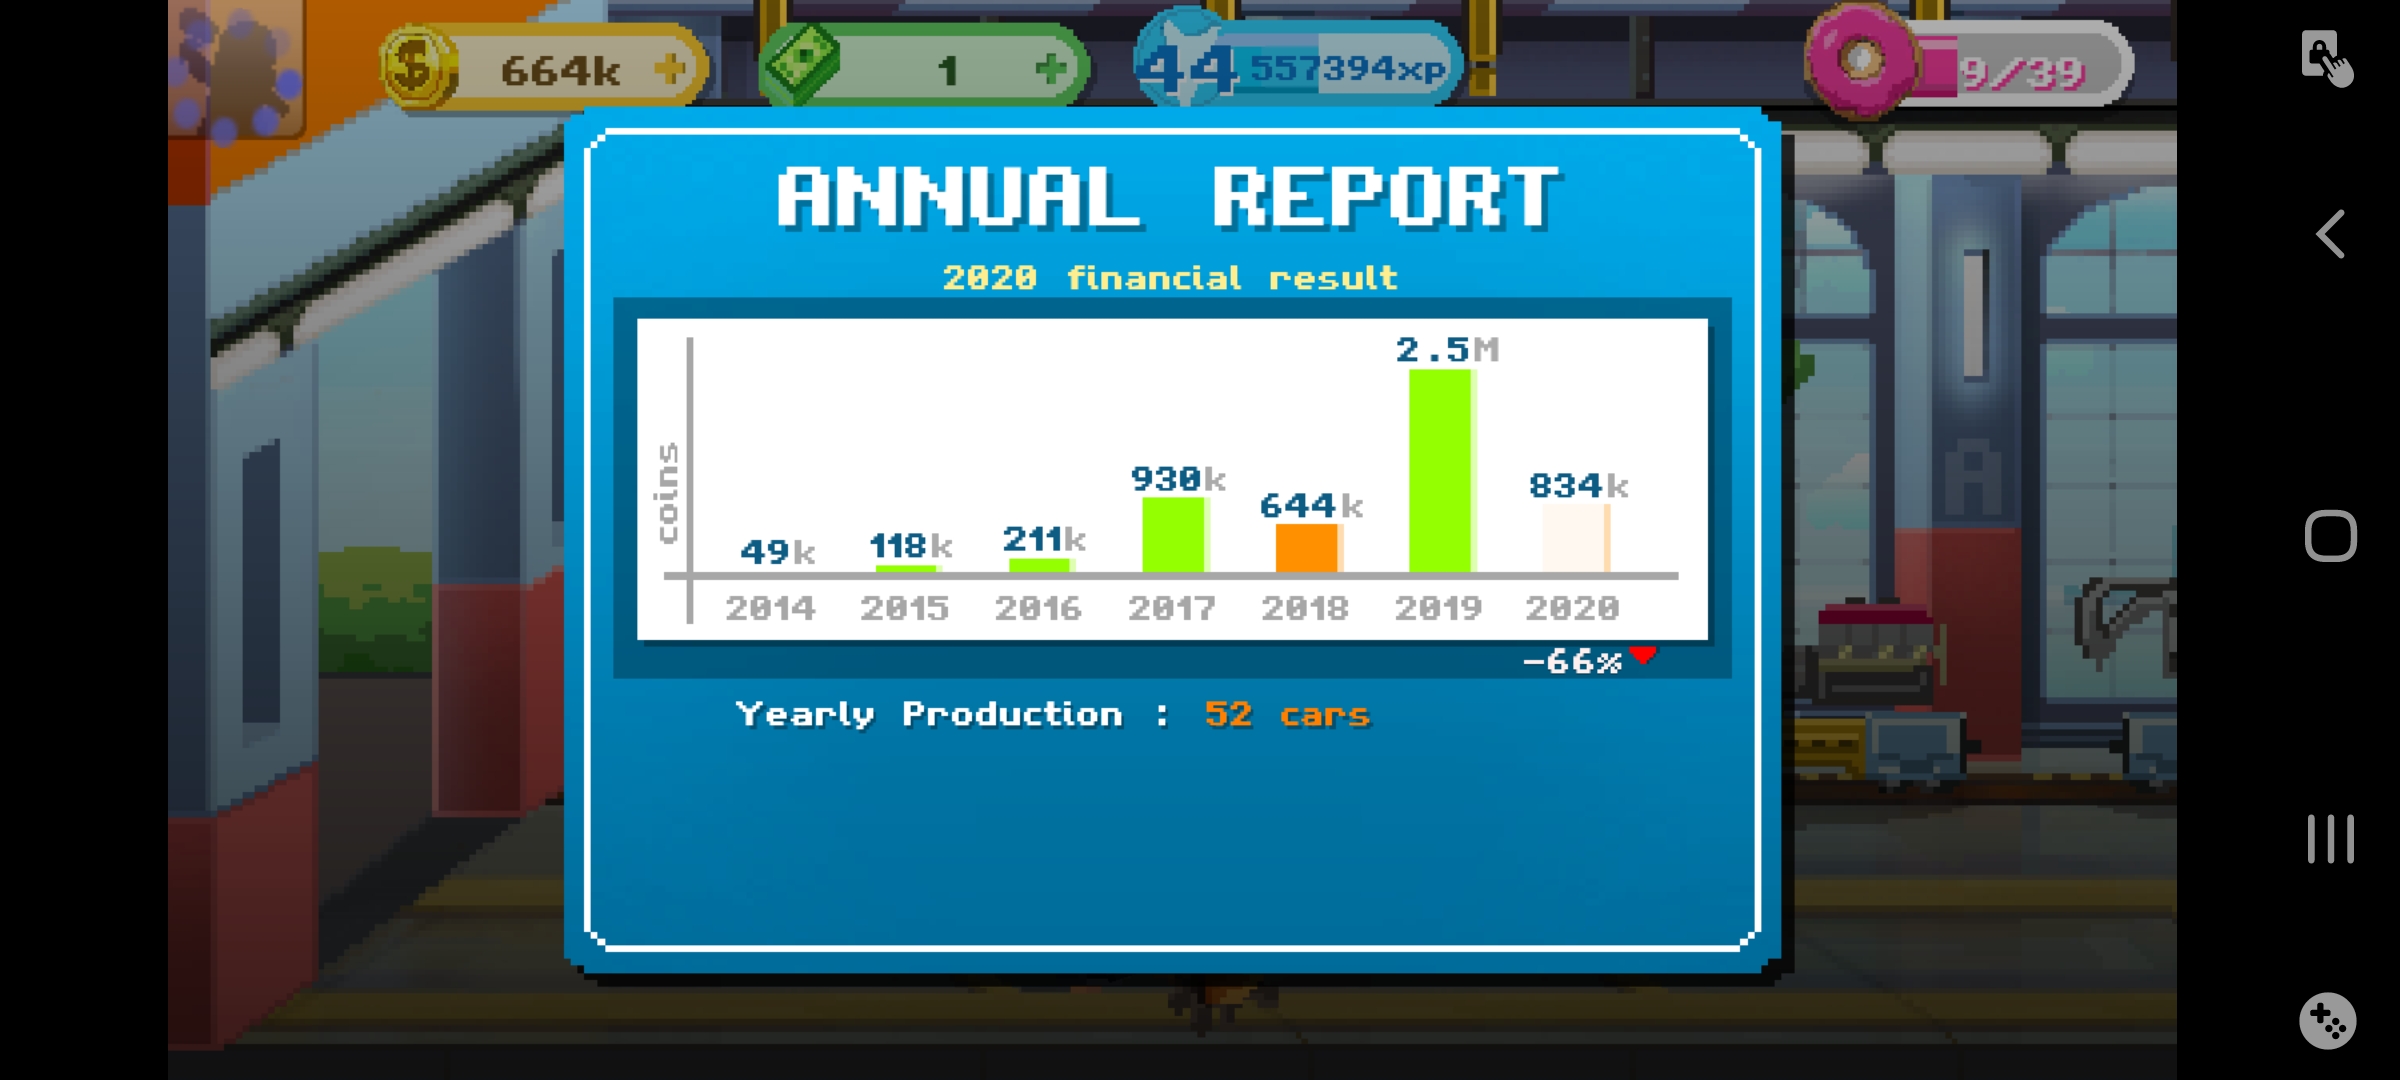 664k + 1 + 44 557394xp 9/39
ANNUAL REPORT
2020 financial result
coins
2.5M
930k
834k
644k
211k
118k
49k
2014 2015 2016 2017 2018 2019 2020
-66%
Yearly Production : 52 cars
A